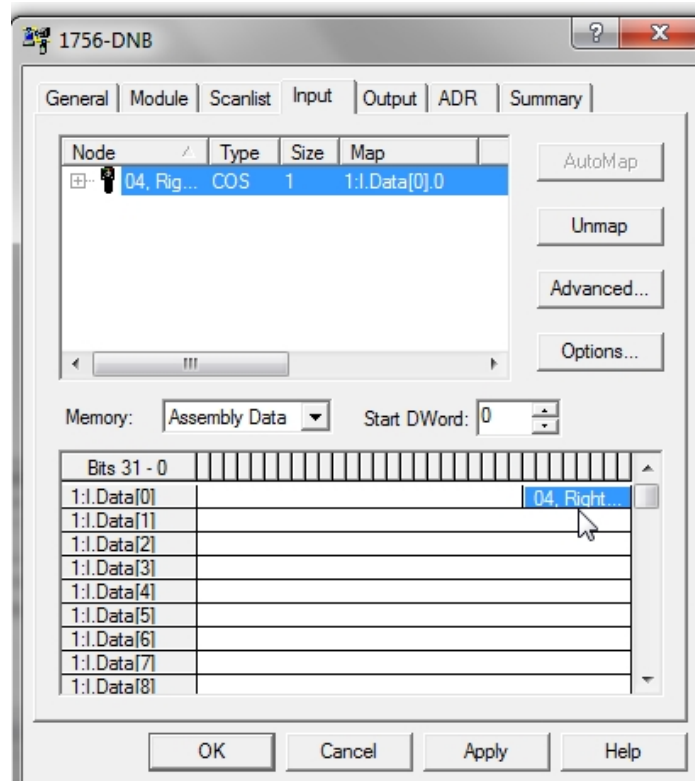 1756-DNB
General Module Scanlist Input Output ADR Summary
Node Type Size Map
04, Rig... COS 1 1:I.Data[0].0
AutoMap
Unmap
Advanced...
Options...
Memory: Assembly Data Start DWord: 0
Bits 31 - 0
1:I.Data[0] 04, Right...
1:I.Data[1]
1:I.Data[2]
1:I.Data[3]
1:I.Data[4]
1:I.Data[5]
1:I.Data[6]
1:I.Data[7]
1:I.Data[8]
OK Cancel Apply Help